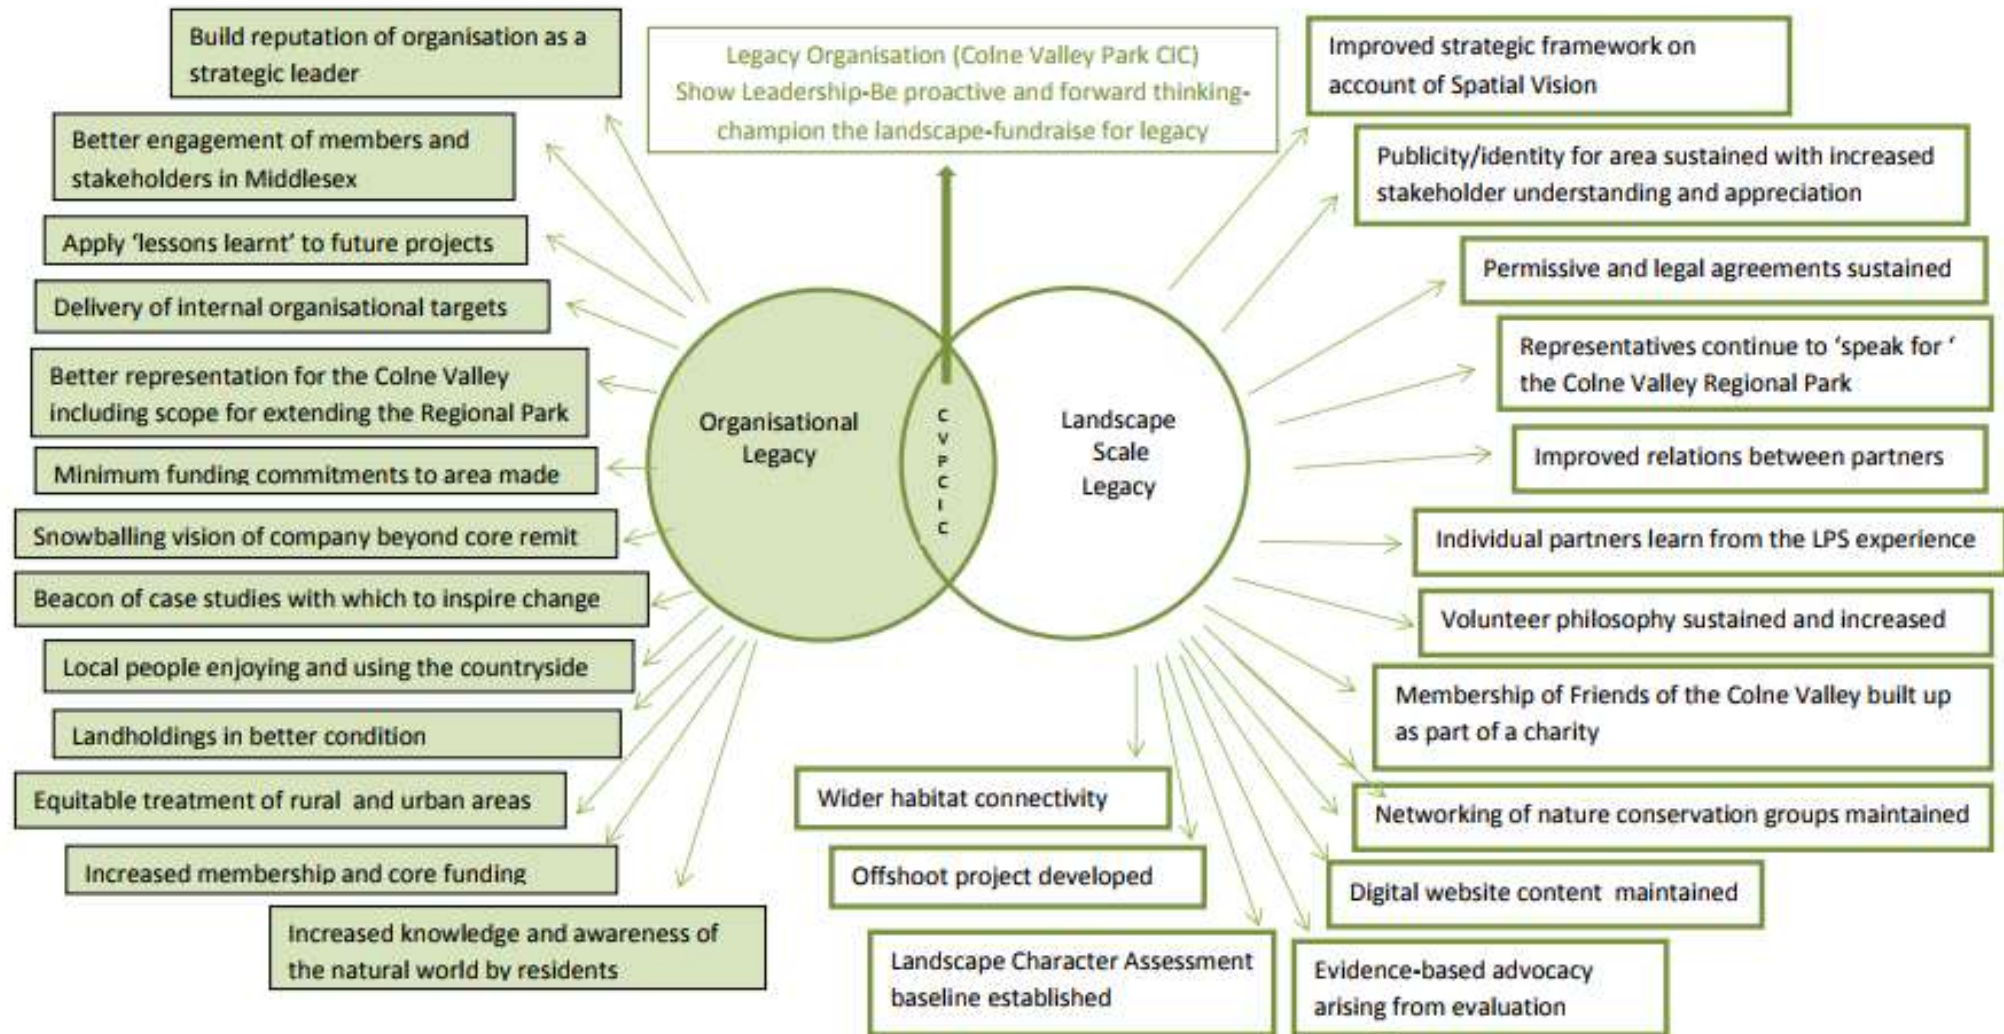 Build reputation of organisation as a
strategic leader
Better engagement of members and
stakeholders in Middlesex
Apply ‘lessons learnt’ to future projects
Delivery of internal organisational targets
Better representation for the Colne Valley
including scope for extending the Regional Park
Minimum funding commitments to area made
Snowballing vision of company beyond core remit
Beacon of case studies with which to inspire change
Local people enjoying and using the countryside
Landholdings in better condition
Equitable treatment of rural and urban areas
Increased membership and core funding
Increased knowledge and awareness of
the natural world by residents
Legacy Organisation (Colne Valley Park CIC)
Show Leadership-Be proactive and forward thinking-
champion the landscape-fundraise for legacy
Organisational
Legacy
C
V
P
C
I
C
Landscape
Scale
Legacy
Improved strategic framework on
account of Spatial Vision
Publicity/identity for area sustained with increased
stakeholder understanding and appreciation
Permissive and legal agreements sustained
Representatives continue to ‘speak for ‘
the Colne Valley Regional Park
Improved relations between partners
Individual partners learn from the LPS experience
Volunteer philosophy sustained and increased
Membership of Friends of the Colne Valley built up
as part of a charity
Networking of nature conservation groups maintained
Digital website content maintained
Evidence-based advocacy
arising from evaluation
Wider habitat connectivity
Offshoot project developed
Landscape Character Assessment
baseline established